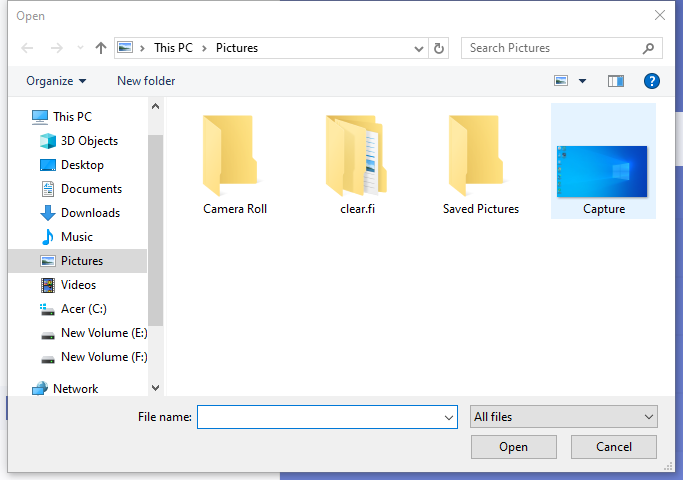 Open
This PC > Pictures
Search Pictures
Organize
New folder
?
This PC
3D Objects
Desktop
Documents
Downloads
Music
Pictures
Videos
Acer (C:)
New Volume (E:)
New Volume (F:)
Network
Camera Roll
clear.fi
Saved Pictures
Capture
File name:
All files
Open
Cancel